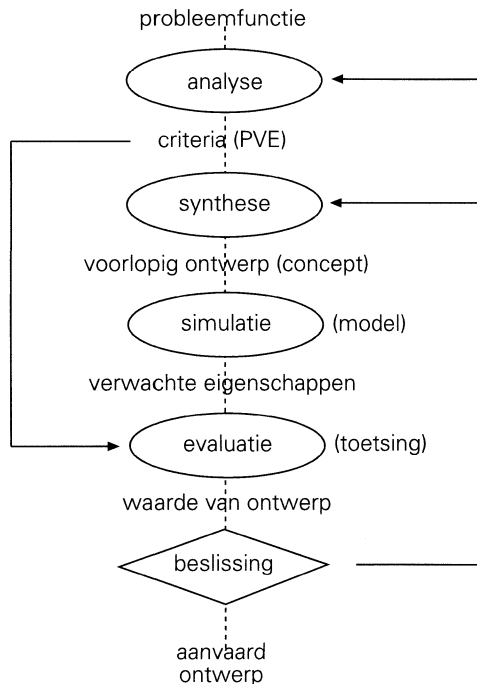 probleemfunctie
analyse
criteria (PVE)
synthese
voorlopig ontwerp (concept)
simulatie (model)
verwachte eigenschappen
evaluatie (toetsing)
waarde van ontwerp
beslissing
aanvaard
ontwerp